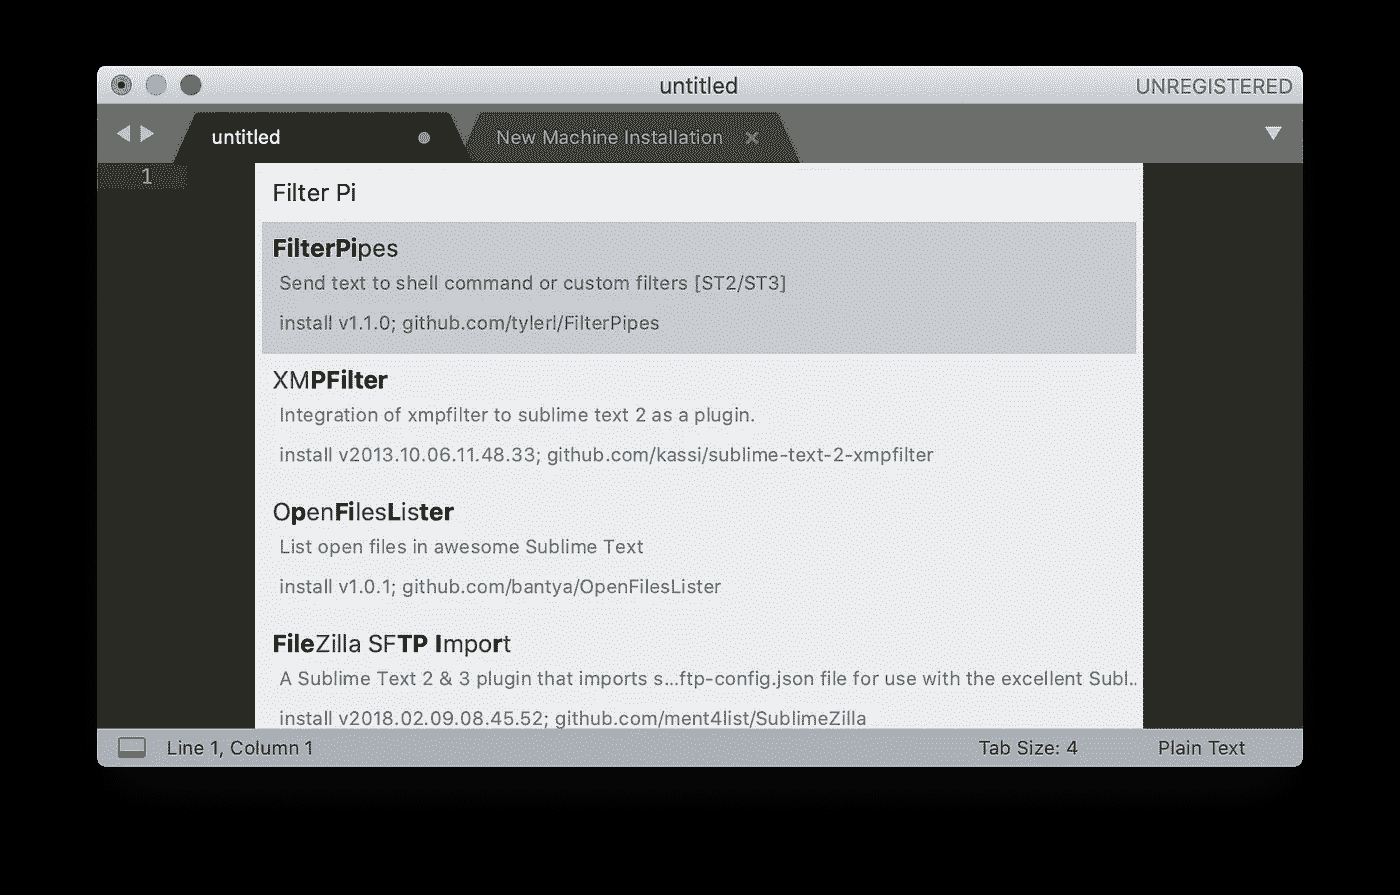 untitled
UNREGISTERED
untitled
New Machine Installation
1
Filter Pi
FilterPipes
Send text to shell command or custom filters [ST2/ST3]
install v1.1.0; github.com/tylerl/FilterPipes
XMPFilter
Integration of xmpfilter to sublime text 2 as a plugin.
install v2013.10.06.11.48.33; github.com/kassi/sublime-text-2-xmpfilter
OpenFilesLister
List open files in awesome Sublime Text
install v1.0.1; github.com/bantya/OpenFilesLister
FileZilla SFTP Import
A Sublime Text 2 & 3 plugin that imports s...ftp-config.json file for use with the excellent Subl..
install v2018.02.09.08.45.52; github.com/ment4list/SublimeZilla
Line 1, Column 1
Tab Size: 4
Plain Text